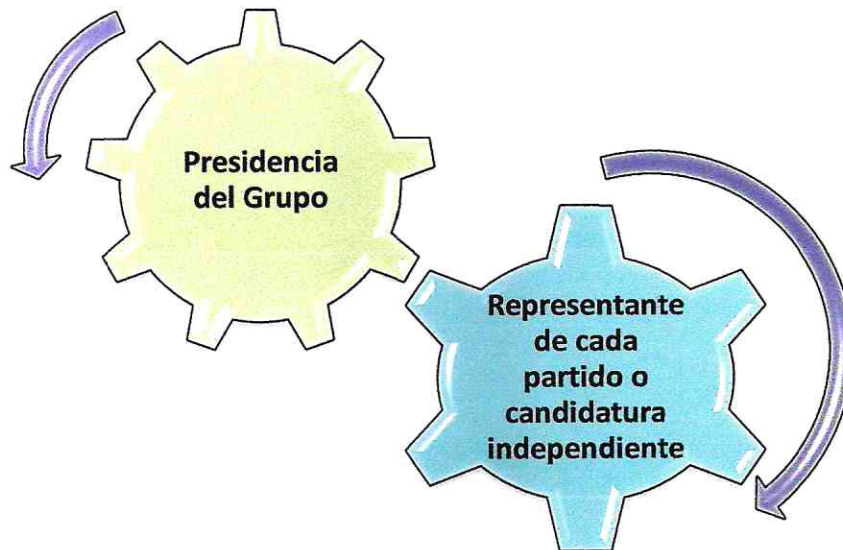 Presidencia
del Grupo
Representante
de cada
partido o
candidatura
independiente